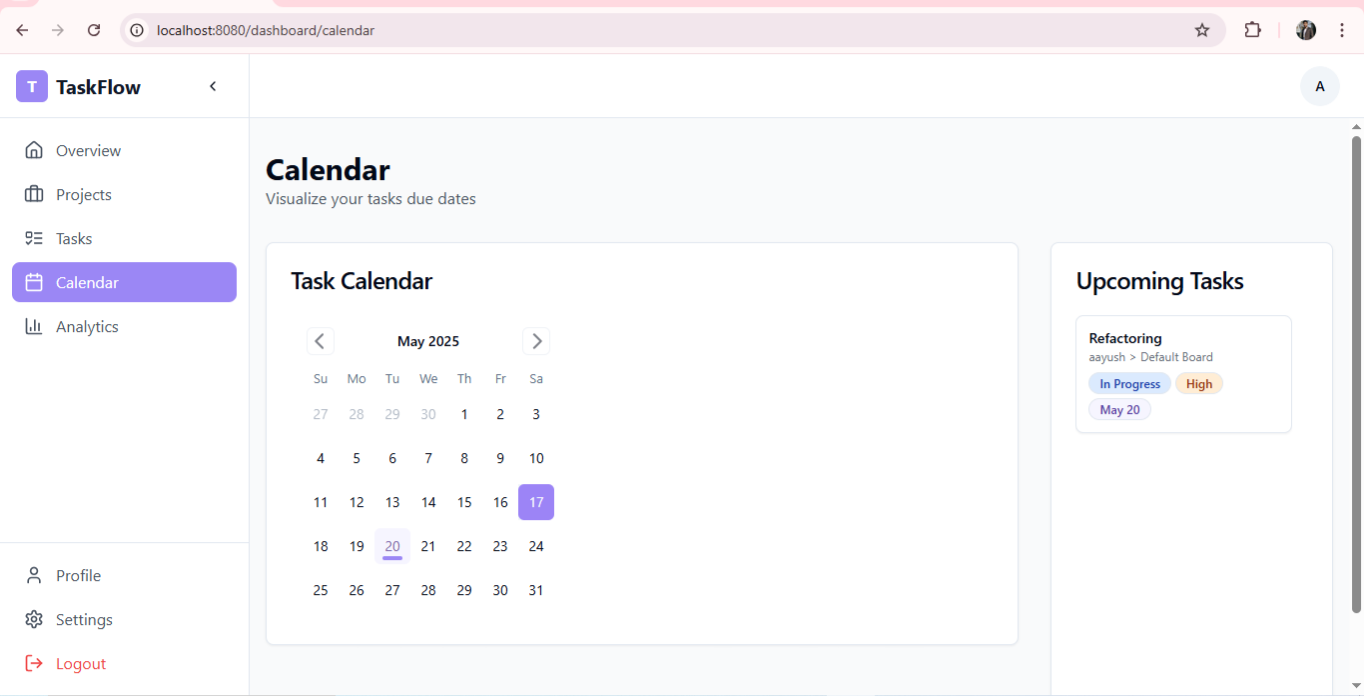 localhost:8080/dashboard/calendar
T TaskFlow
A
Overview
Projects
Tasks
Calendar
Analytics
Profile
Settings
Logout
Calendar
Visualize your tasks due dates
Task Calendar
May 2025
Su Mo Tu We Th Fr Sa
27 28 29 30 1 2 3
4 5 6 7 8 9 10
11 12 13 14 15 16 17
18 19 20 21 22 23 24
25 26 27 28 29 30 31
Upcoming Tasks
Refactoring
aayush > Default Board
In Progress High
May 20